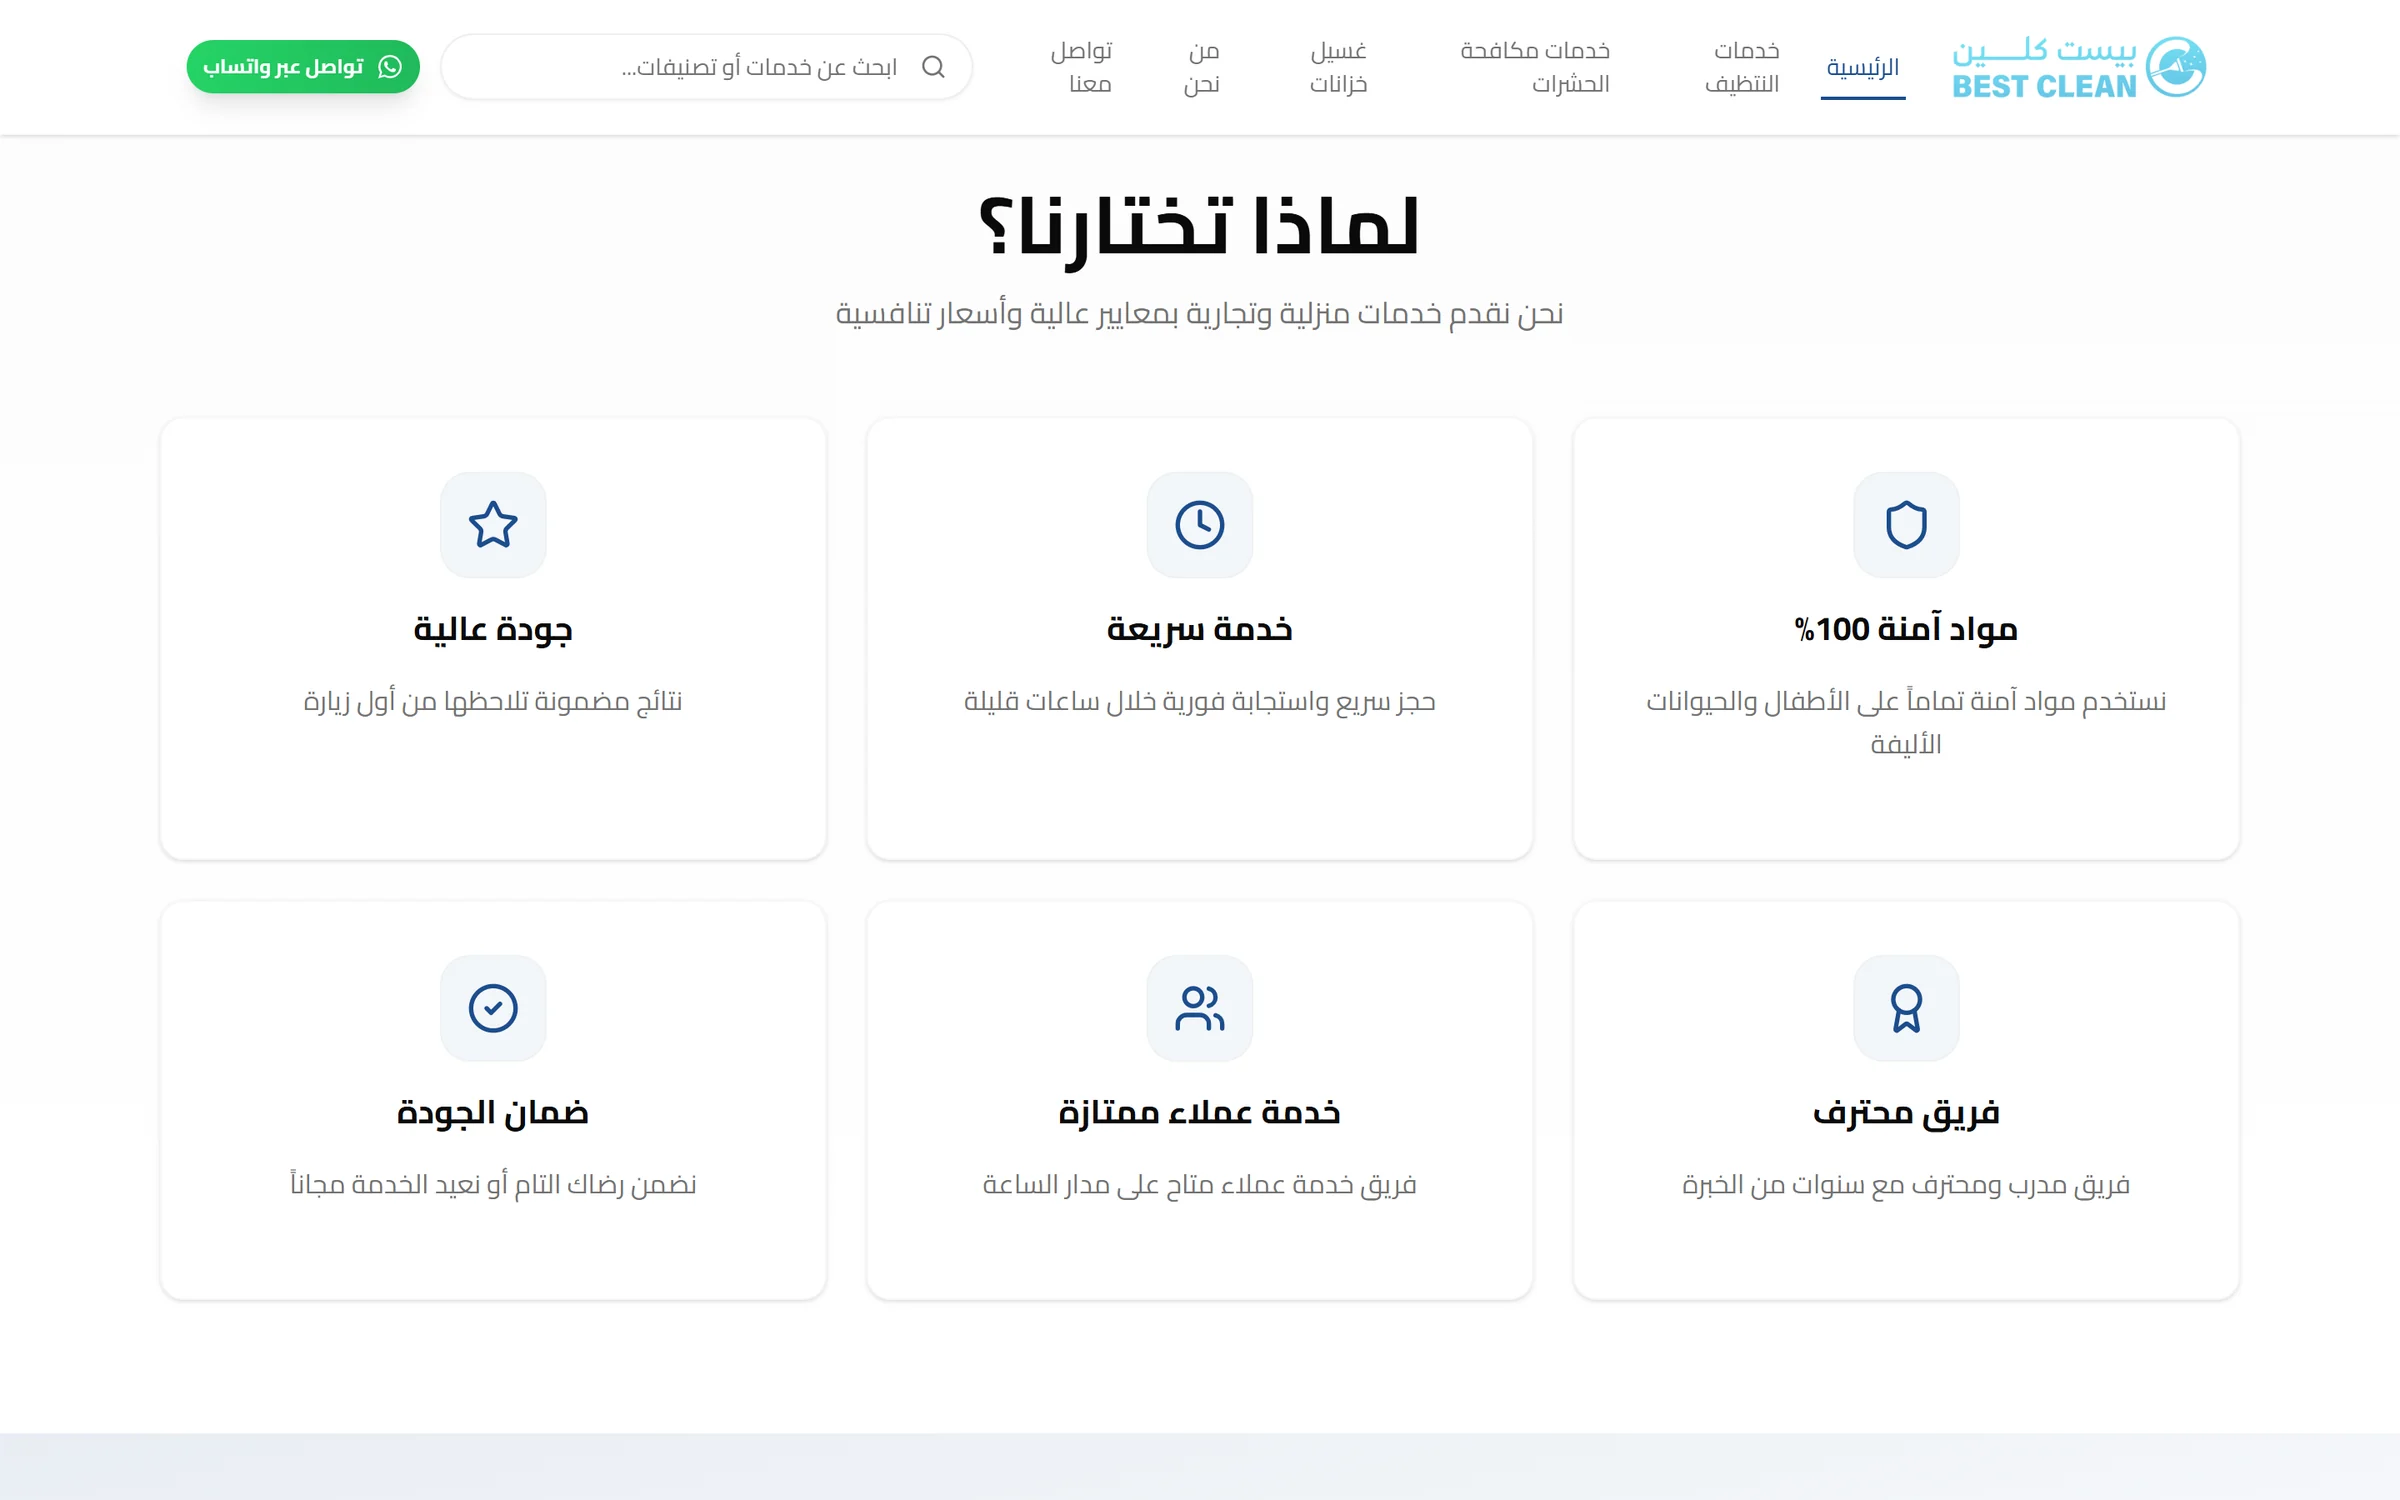 بيست كلــين
BEST CLEAN
الرئيسية
خدمات
التنظيف
خدمات مكافحة
الحشرات
غسيل
خزانات
من
نحن
تواصل
معنا
ابحث عن خدمات أو تصنيفات...
تواصل عبر واتساب
لماذا تختارنا؟
نحن نقدم خدمات منزلية وتجارية بمعايير عالية وأسعار تنافسية
مواد آمنة 100%
نستخدم مواد آمنة تماماً على الأطفال والحيوانات
الأليفة
خدمة سريعة
حجز سريع واستجابة فورية خلال ساعات قليلة
جودة عالية
نتائج مضمونة تلاحظها من أول زيارة
فريق محترف
فريق مدرب ومحترف مع سنوات من الخبرة
خدمة عملاء ممتازة
فريق خدمة عملاء متاح على مدار الساعة
ضمان الجودة
نضمن رضاك التام أو نعيد الخدمة مجاناً